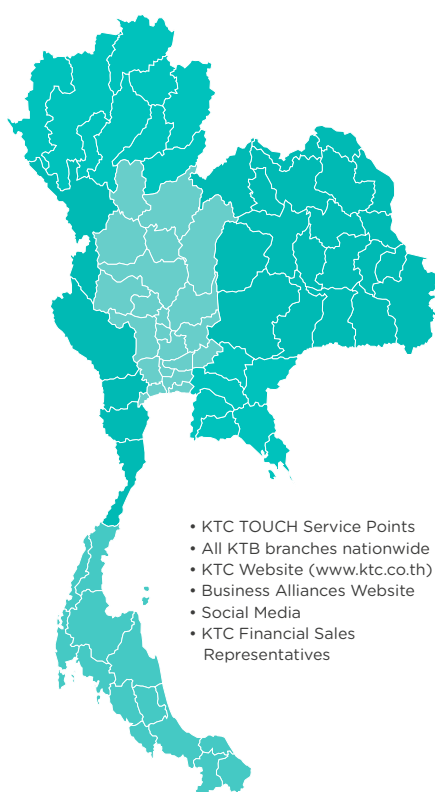 • KTC TOUCH Service Points
• All KTB branches nationwide
• KTC Website (www.ktc.co.th)
• Business Alliances Website
• Social Media
• KTC Financial Sales
Representatives